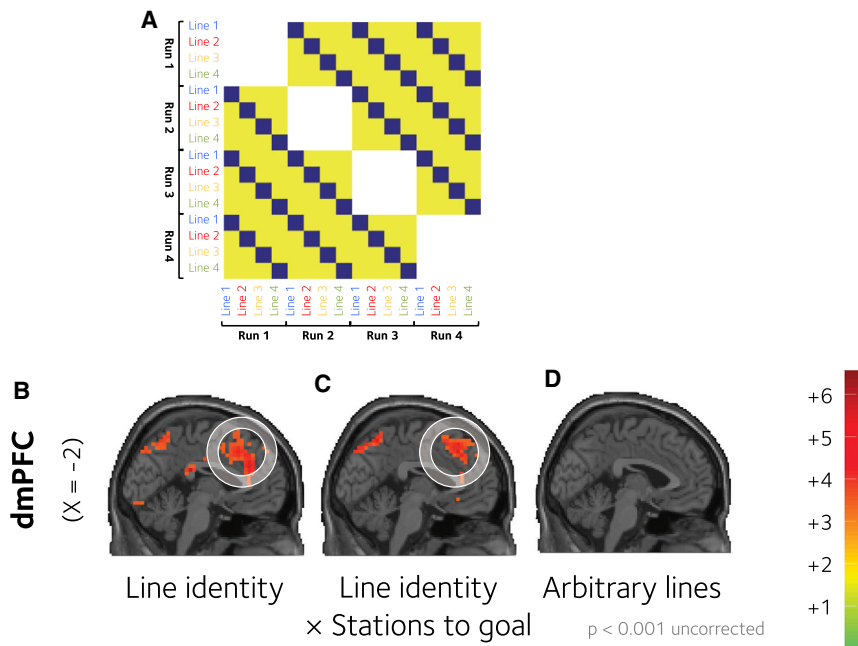 A
Run 1
Line 1
Line 2
Line 3
Line 4
Run 2
Line 1
Line 2
Line 3
Line 4
Run 3
Line 1
Line 2
Line 3
Line 4
Run 4
Line 1
Line 2
Line 3
Line 4
Line 1 Line 2 Line 3 Line 4 Line 1 Line 2 Line 3 Line 4 Line 1 Line 2 Line 3 Line 4 Line 1 Line 2 Line 3 Line 4
Run 1 Run 2 Run 3 Run 4
B C D
dmPFC
(X = -2)
+6
+5
+4
+3
+2
+1
Line identity
Line identity
× Stations to goal
Arbitrary lines
p < 0.001 uncorrected